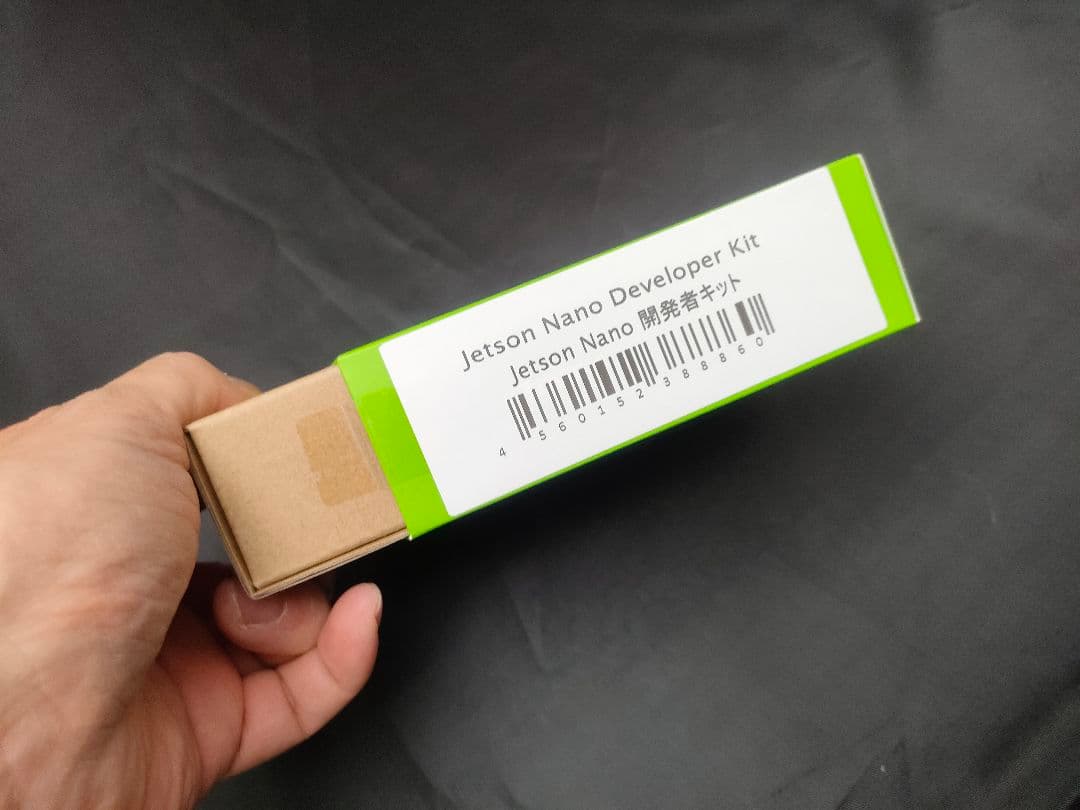 Jetson Nano Developer Kit
Jetson Nano 開発者キット
4 560152 388860